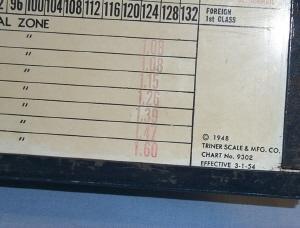 96 100 104 108 112 116 120 124 128 132
FOREIGN
1st CLASS
AL ZONE
" 1.08
" 1.08
" 1.15
" 1.26
" 1.39
" 1.47
" 1.60
© 1948
TRINER SCALE & MFG. CO.
CHART No. 9302
EFFECTIVE 3-1-54